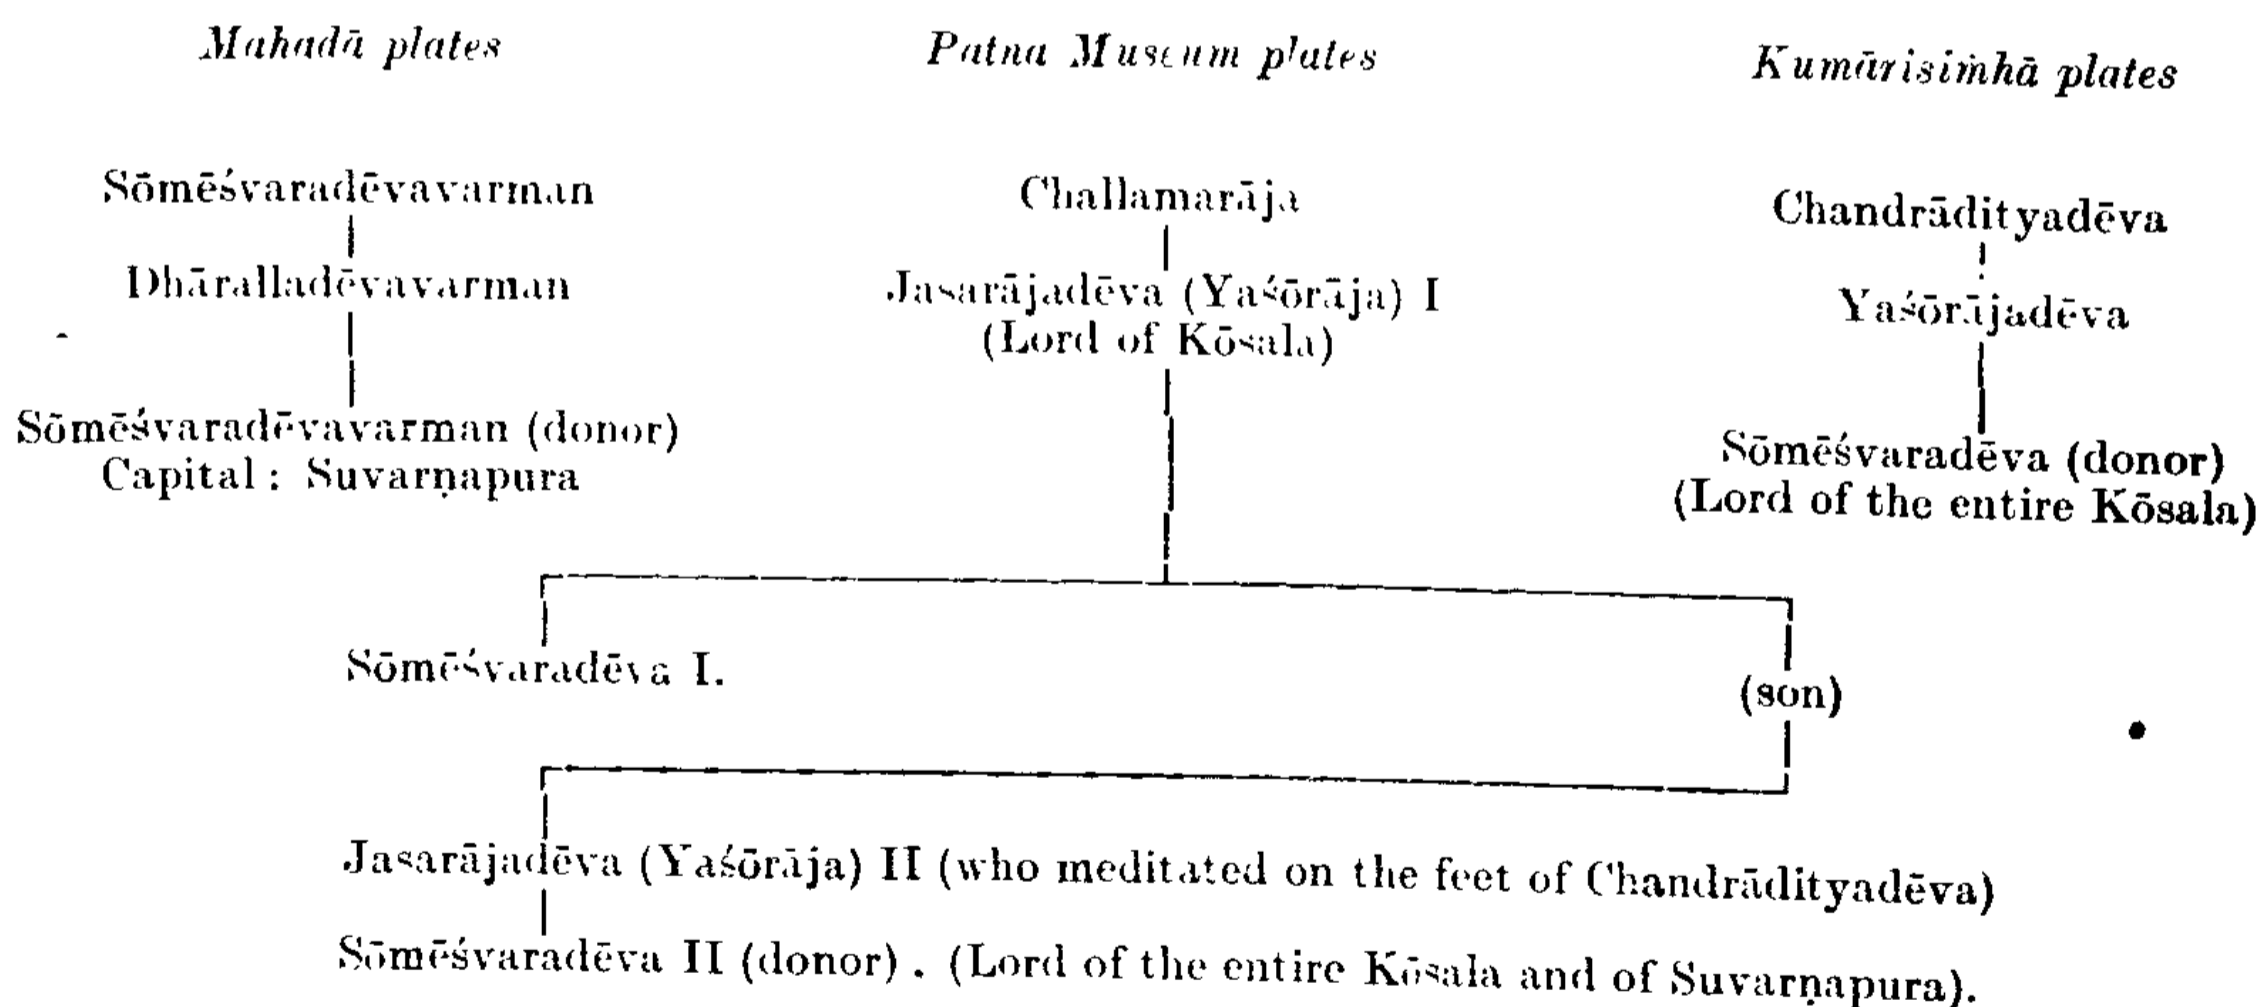 Mahadā plates
Patna Museum plates
Kumārisiṁhā plates
Sōmēśvaradēvavarman
Dhāralladēvavarman
Sōmēśvaradēvavarman (donor)
Capital : Suvarṇapura
Challamarāja
Jasarājadēva (Yaśōrāja) I
(Lord of Kōsala)
Chandrādityadēva
Yaśōrājadēva
Sōmēśvaradēva (donor)
(Lord of the entire Kōsala)
Sōmēśvaradēva I.
(son)
Jasarājadēva (Yaśōrāja) II (who meditated on the feet of Chandrādityadēva)
Sōmēśvaradēva II (donor). (Lord of the entire Kōsala and of Suvarṇapura).